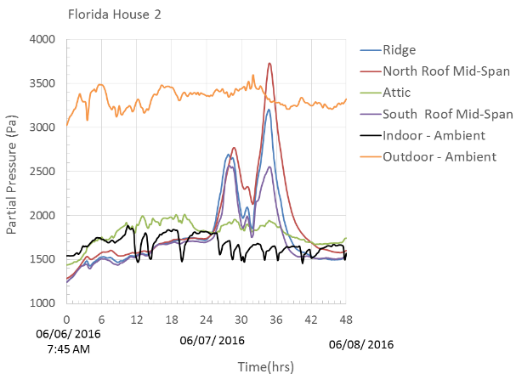 Florida House 2
4000
3500
3000
2500
2000
1500
1000
Partial Pressure (Pa)
0 6 12 18 24 30 36 42 48
06/06/ 2016
7:45 AM
06/07/ 2016
06/08/ 2016
Time(hrs)
Ridge
North Roof Mid-Span
Attic
South Roof Mid-Span
Indoor - Ambient
Outdoor - Ambient